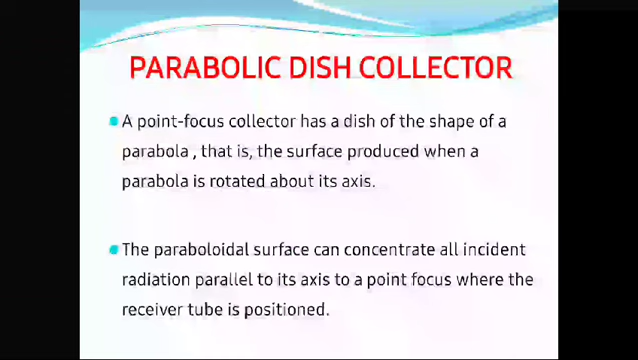 PARABOLIC DISH COLLECTOR
A point-focus collector has a dish of the shape of a
parabola , that is, the surface produced when a
parabola is rotated about its axis.
The paraboloidal surface can concentrate all incident
radiation parallel to its axis to a point focus where the
receiver tube is positioned.